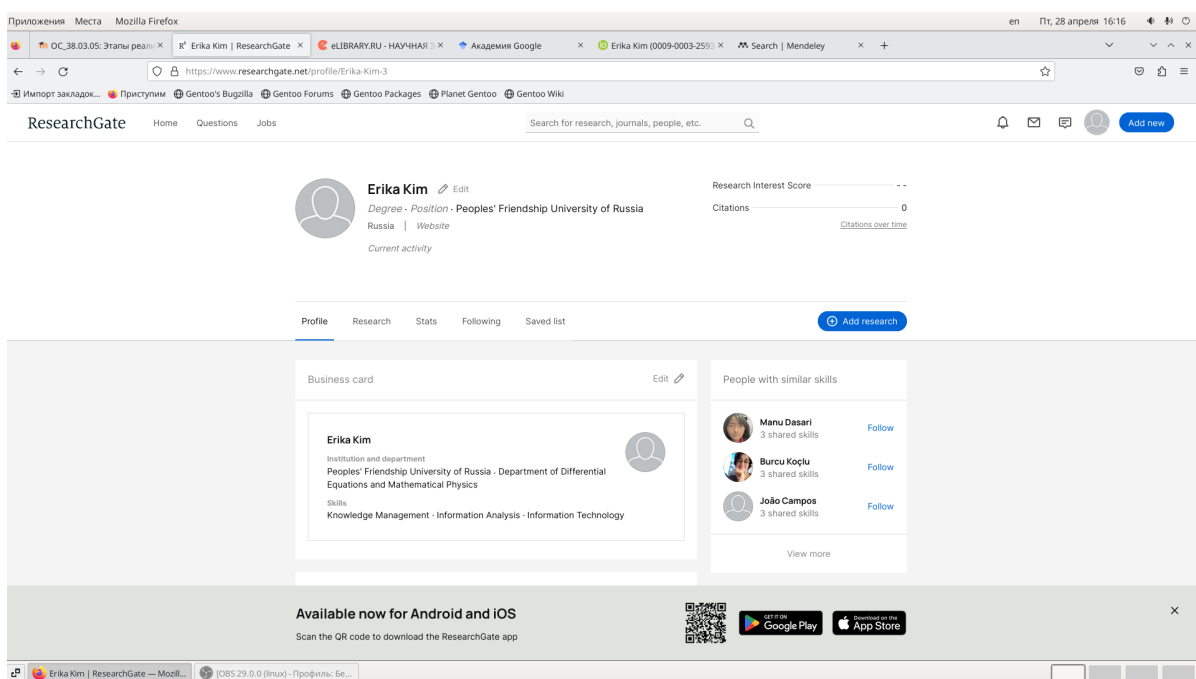 Приложения Места Mozilla Firefox en Пт, 28 апреля 16:16
ОС_38.03.05: Этапы реали × Rᴳ Erika Kim | ResearchGate × eLIBRARY.RU - НАУЧНАЯ Э × Академия Google × Erika Kim (0009-0003-2593 × Search | Mendeley × +
https://www.researchgate.net/profile/Erika-Kim-3
Импорт закладок... Приступим Gentoo's Bugzilla Gentoo Forums Gentoo Packages Planet Gentoo Gentoo Wiki
ResearchGate Home Questions Jobs Search for research, journals, people, etc. Add new
Erika Kim Edit
Degree · Position · Peoples' Friendship University of Russia
Russia | Website
Current activity
Research Interest Score - -
Citations 0
Citations over time
Profile Research Stats Following Saved list Add research
Business card Edit
Erika Kim
Institution and department
Peoples' Friendship University of Russia · Department of Differential
Equations and Mathematical Physics
Skills
Knowledge Management · Information Analysis · Information Technology
People with similar skills
Manu Dasari
3 shared skills
Follow
Burcu Koçlu
3 shared skills
Follow
João Campos
3 shared skills
Follow
View more
Available now for Android and iOS
Scan the QR code to download the ResearchGate app
GET IT ON
Google Play
Download on the
App Store
Erika Kim | ResearchGate — Mozill... [OBS 29.0.0 (linux) - Профиль: Бе...